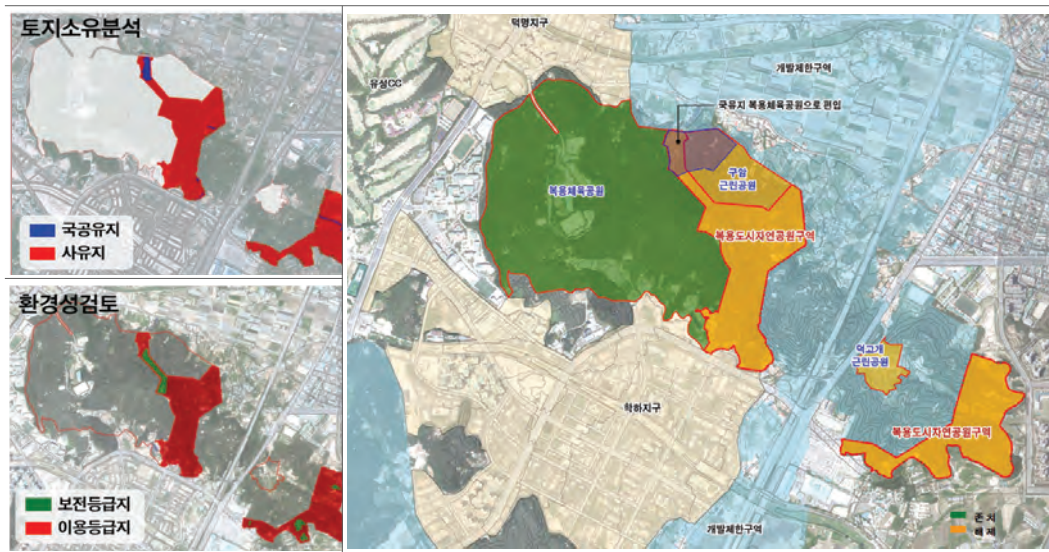 토지소유분석
국공유지
사유지
환경성검토
보전등급지
이용등급지
덕명지구
유성CC
개발제한구역
국유지 복용체육공원으로 편입
복용체육공원
구암
근린공원
복용도시자연공원구역
덕고개
근린공원
학하지구
복용도시자연공원구역
개발제한구역
존 치
배 제